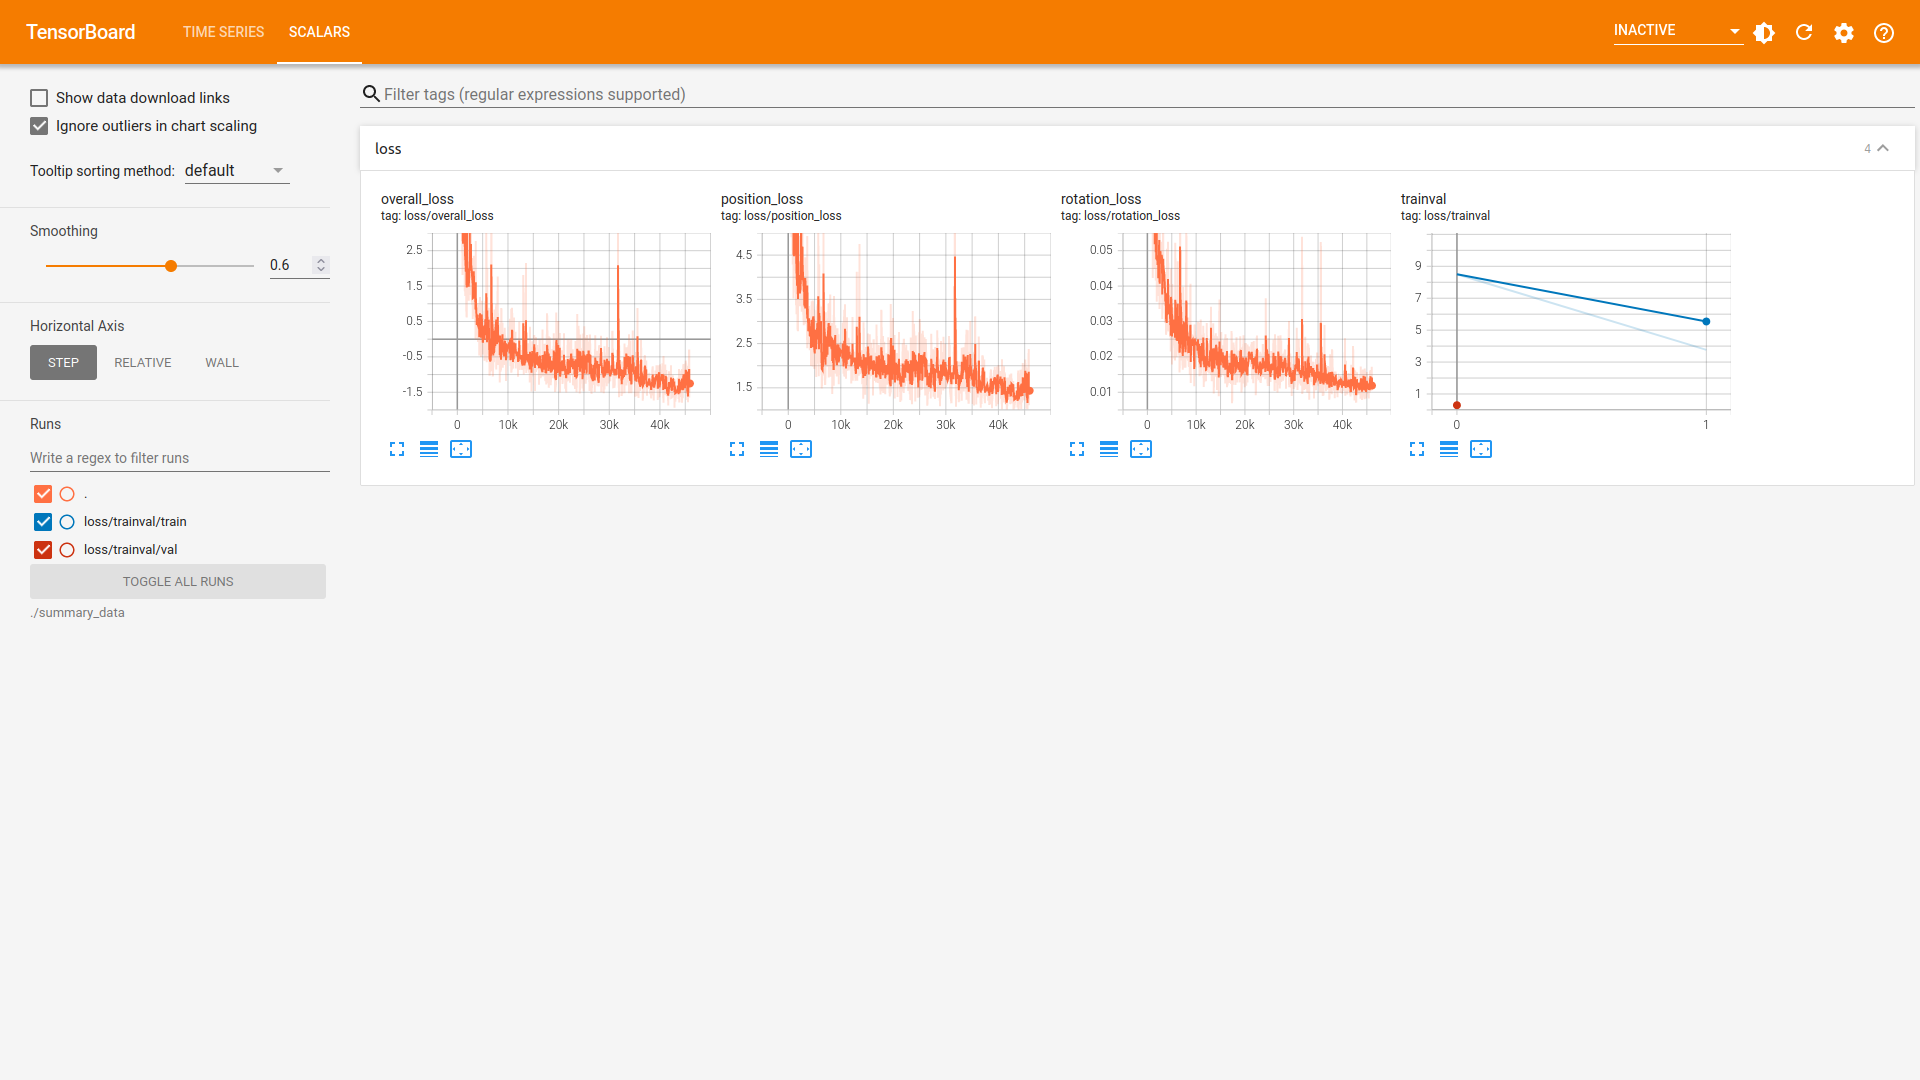 TensorBoard
TIME SERIES
SCALARS
INACTIVE
Show data download links
Ignore outliers in chart scaling
Tooltip sorting method: default
Smoothing
0.6
Horizontal Axis
STEP
RELATIVE
WALL
Runs
Write a regex to filter runs
.
loss/trainval/train
loss/trainval/val
TOGGLE ALL RUNS
./summary_data
Filter tags (regular expressions supported)
loss
4
overall_loss
tag: loss/overall_loss
2.5
1.5
0.5
-0.5
-1.5
0 10k 20k 30k 40k
position_loss
tag: loss/position_loss
4.5
3.5
2.5
1.5
0 10k 20k 30k 40k
rotation_loss
tag: loss/rotation_loss
0.05
0.04
0.03
0.02
0.01
0 10k 20k 30k 40k
trainval
tag: loss/trainval
9
7
5
3
1
0 1